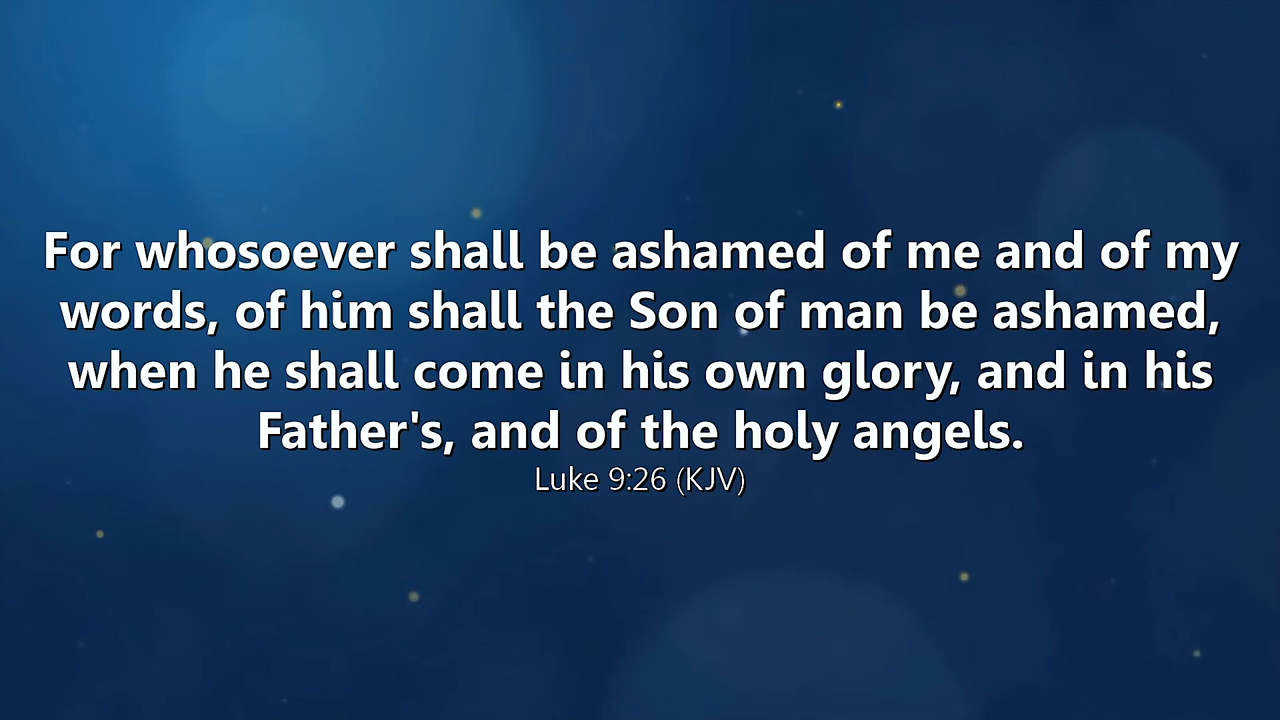 For whosoever shall be ashamed of me and of my
words, of him shall the Son of man be ashamed,
when he shall come in his own glory, and in his
Father's, and of the holy angels.
Luke 9:26 (KJV)